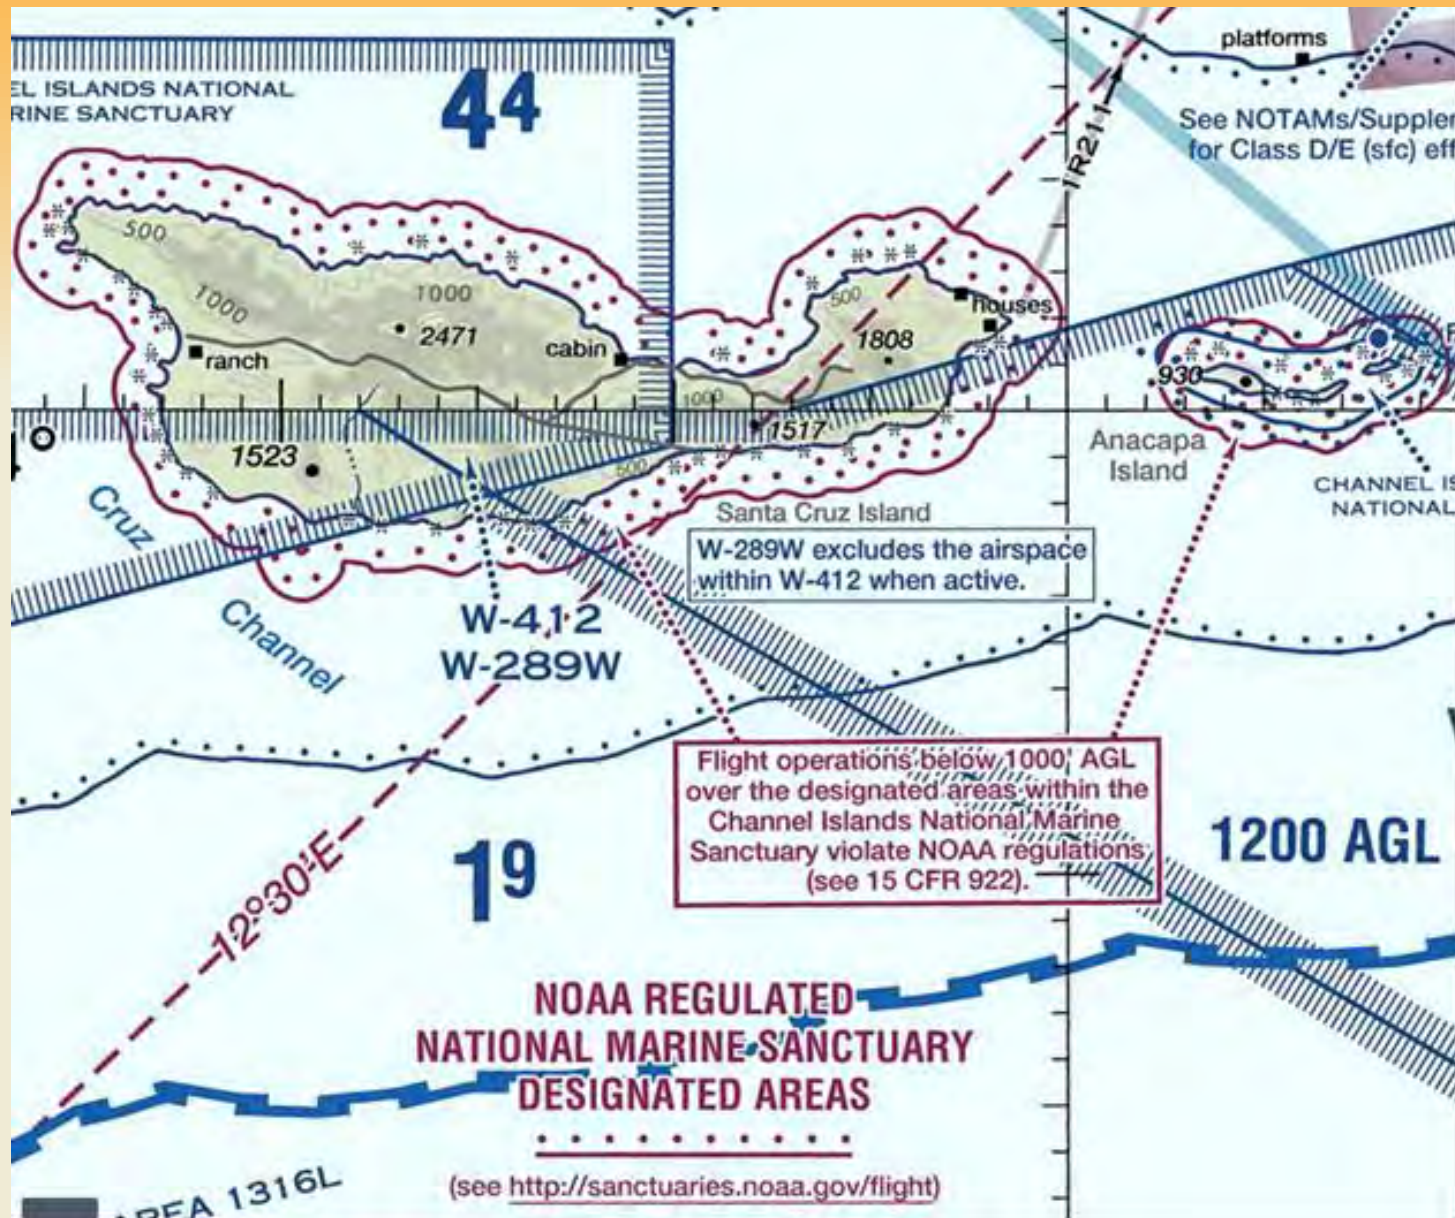 EL ISLANDS NATIONAL
RINE SANCTUARY
44
platforms
See NOTAMs/Suppler
for Class D/E (sfc) eff
IR211
500
1000
1000
2471
ranch
cabin
500
houses
1808
1000
1517
930
1523
500
Anacapa
Island
CHANNEL IS
NATIONAL
Cruz
Channel
Santa Cruz Island
W-289W excludes the airspace
within W-412 when active.
W-412
W-289W
Flight operations below 1000' AGL
over the designated areas within the
Channel Islands National Marine
Sanctuary violate NOAA regulations
(see 15 CFR 922).
1200 AGL
19
12°30'E
NOAA REGULATED
NATIONAL MARINE SANCTUARY
DESIGNATED AREAS
(see http://sanctuaries.noaa.gov/flight)
AREA 1316L